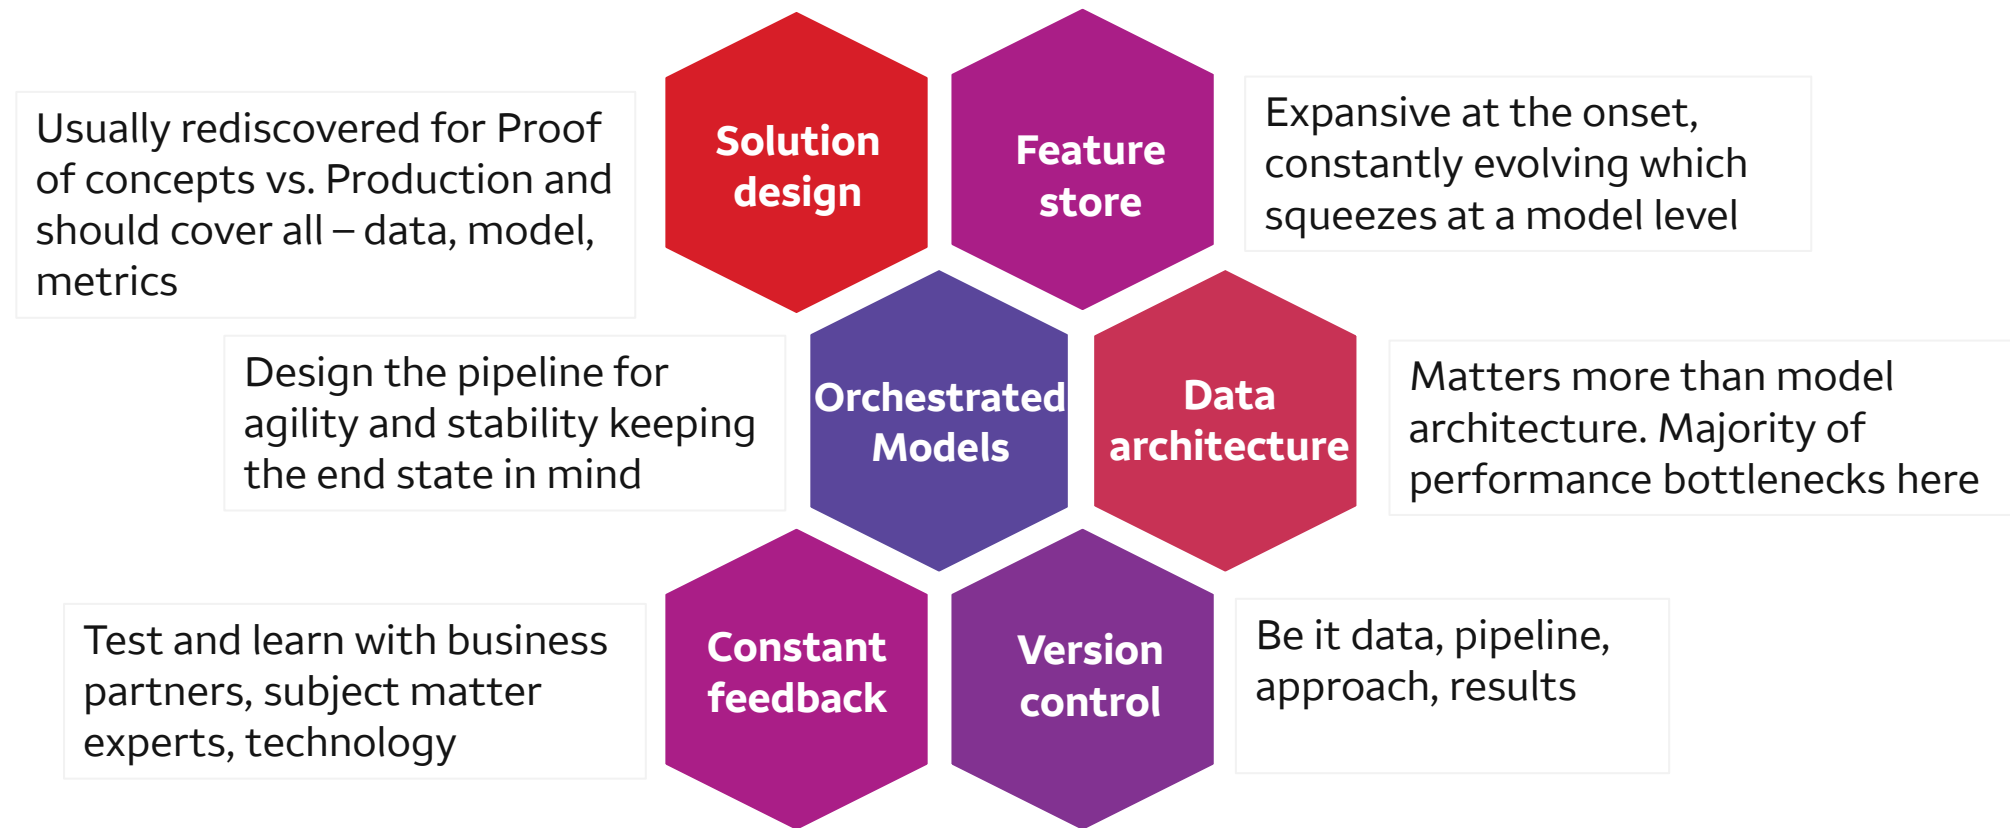 Usually rediscovered for Proof
of concepts vs. Production and
should cover all – data, model,
metrics
Solution
design
Feature
store
Expansive at the onset,
constantly evolving which
squeezes at a model level
Design the pipeline for
agility and stability keeping
the end state in mind
Orchestrated
Models
Data
architecture
Matters more than model
architecture. Majority of
performance bottlenecks here
Test and learn with business
partners, subject matter
experts, technology
Constant
feedback
Version
control
Be it data, pipeline,
approach, results